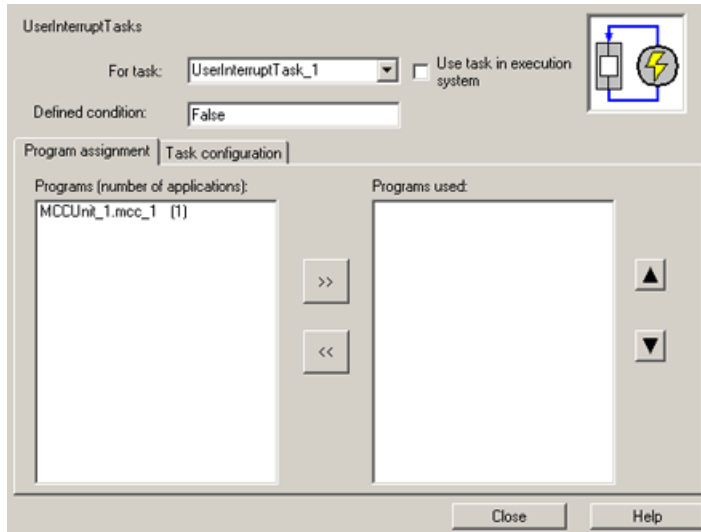 UserInterruptTasks
For task:
UserInterruptTask_1
Use task in execution
system
Defined condition:
False
Program assignment
Task configuration
Programs (number of applications):
Programs used:
MCCUnit_1.mcc_1 (1)
>>
<<
Close
Help